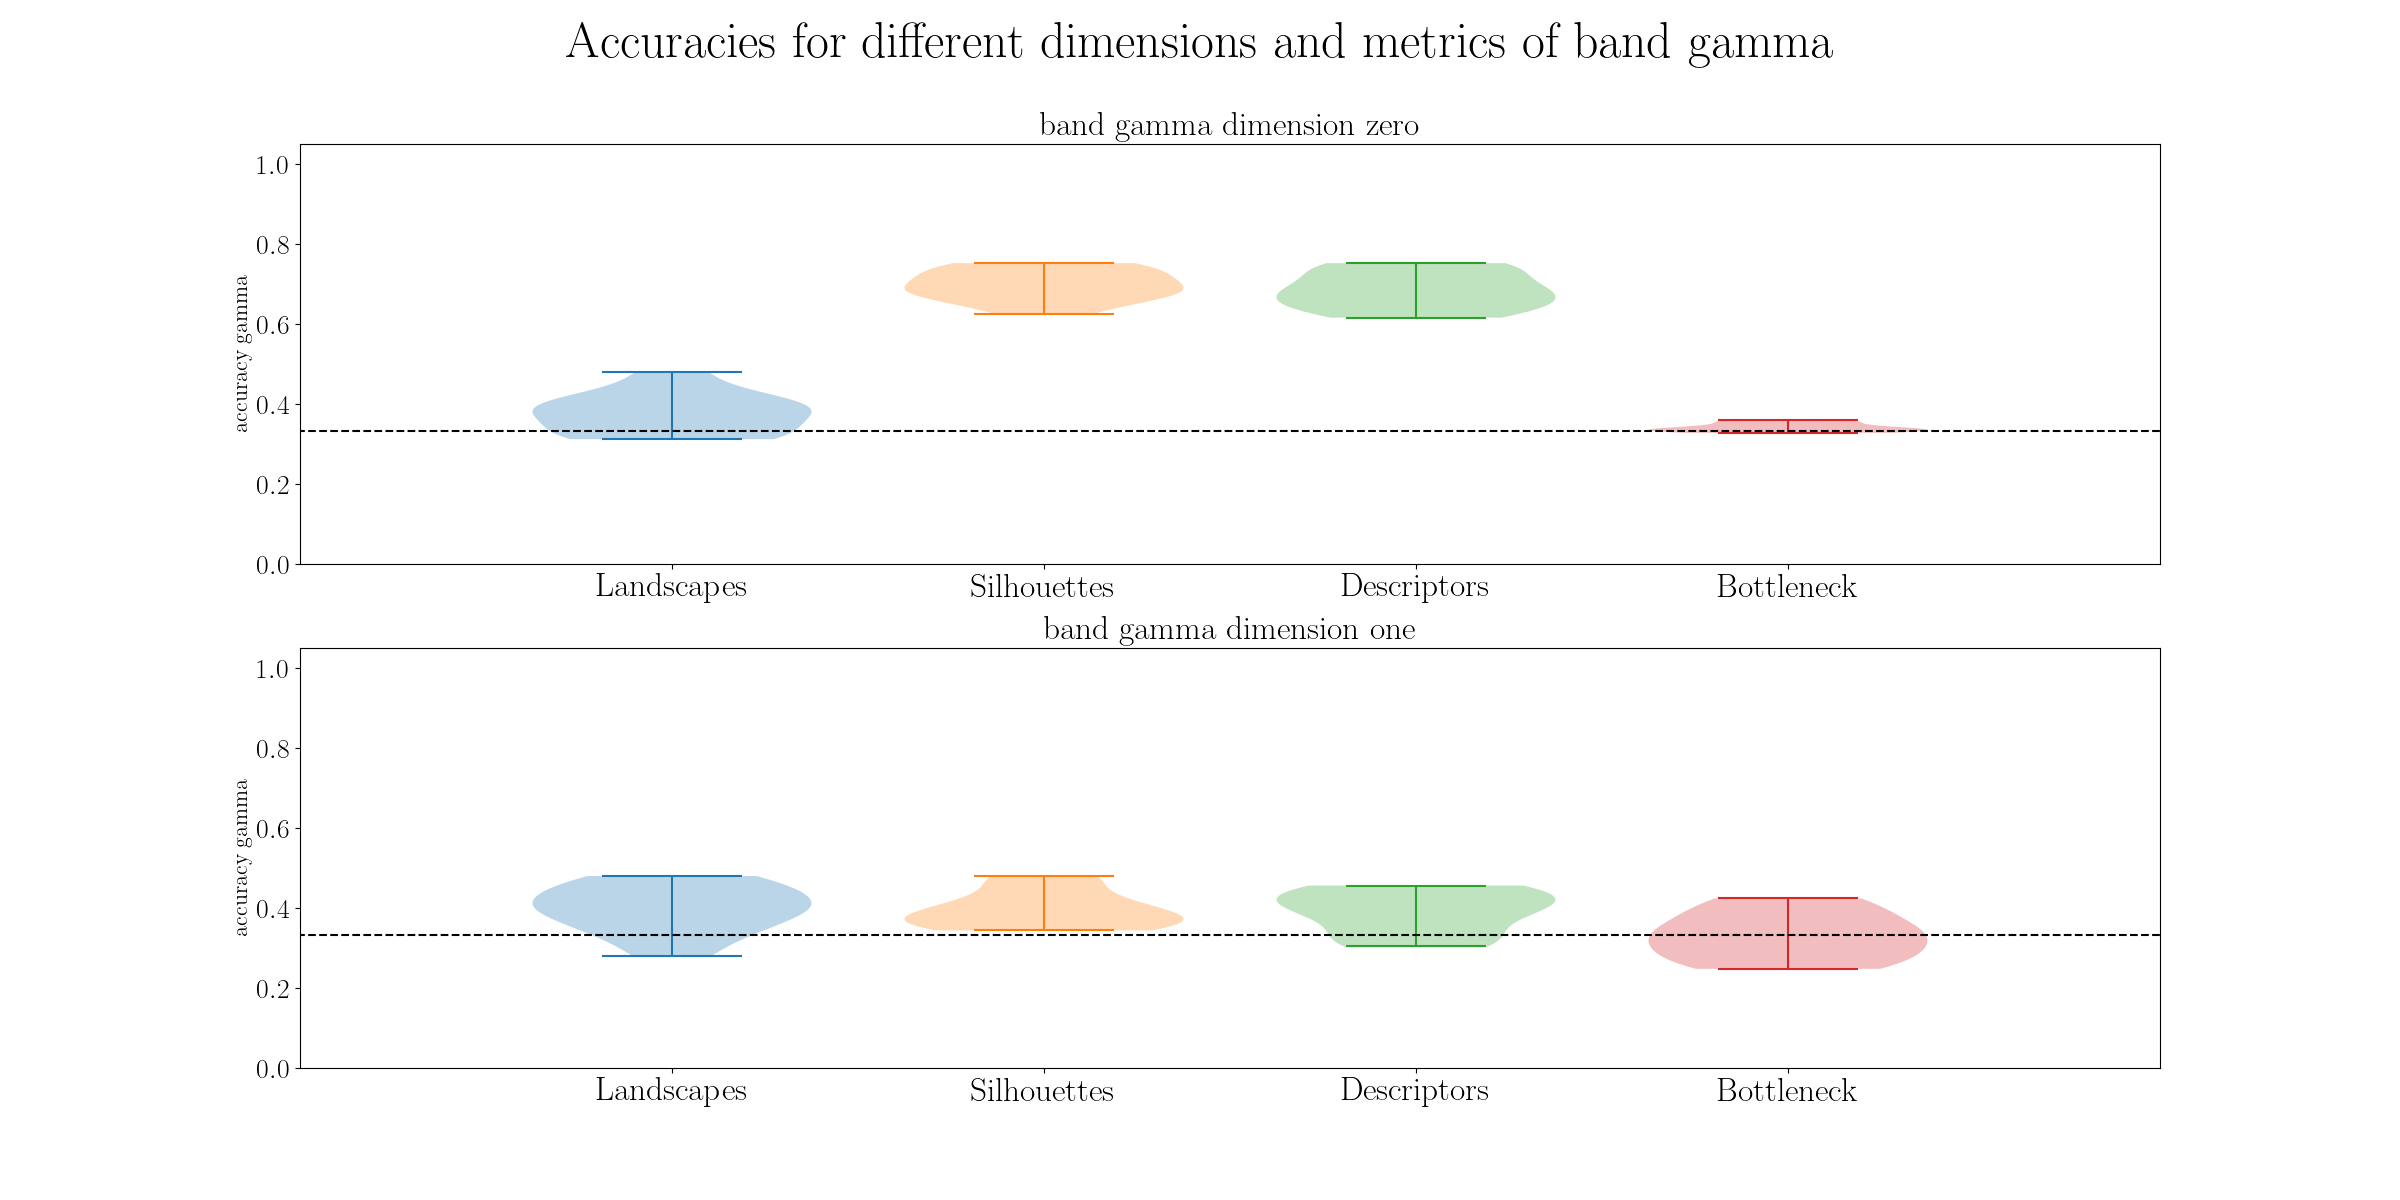 Accuracies for different dimensions and metrics of band gamma
band gamma dimension zero
accuracy gamma
1.0
0.8
0.6
0.4
0.2
0.0
Landscapes Silhouettes Descriptors Bottleneck
band gamma dimension one
accuracy gamma
1.0
0.8
0.6
0.4
0.2
0.0
Landscapes Silhouettes Descriptors Bottleneck